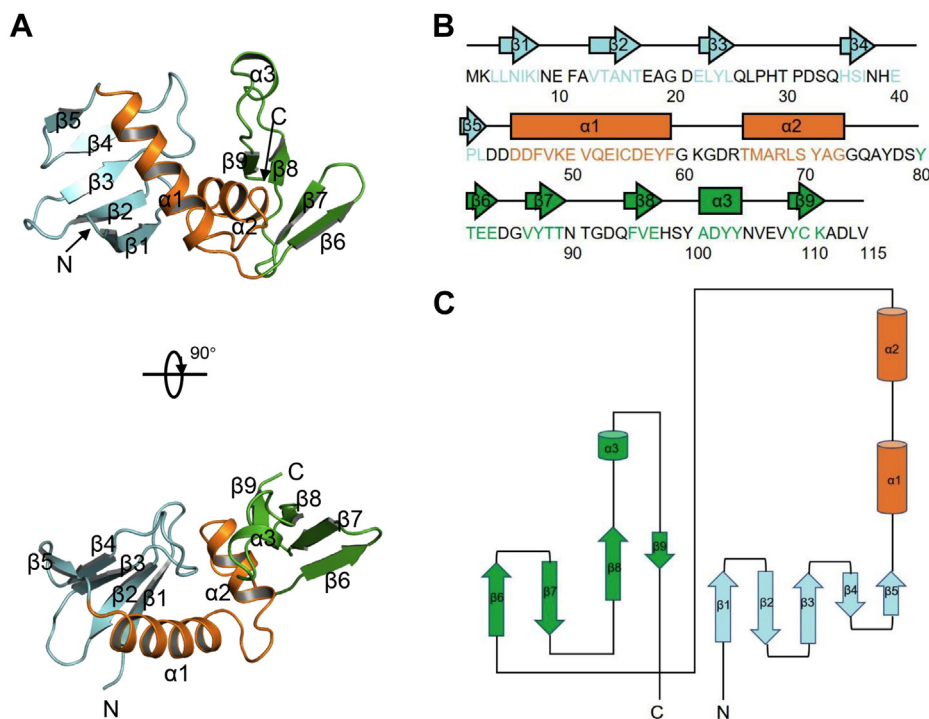 A
α3
C
β5
β4
β9
β8
β3
α1
β7
β2
α2
β1
β6
N
90°
C
β9
β8
β4
α3
β7
β5
β3
β2
β1
α2
β6
α1
N
B
β1 β2 β3 β4
MKLLNIKINE FAVTANTEAG DELYLQLPHT PDSQHSINHE
10 20 30 40
β5 α1 α2
PLDDDDDFVKE VQEICDEYFG KGDRTMARLS YAGGQAYDSY
50 60 70 80
β6 β7 β8 α3 β9
TEEDGVYTTN TGDQFVEHSY ADYYNVEVYC KADLV
90 100 110 115
C
α2
α3
α1
β9
β8
β6
β7
β1
β2
β3
β4
β5
C N